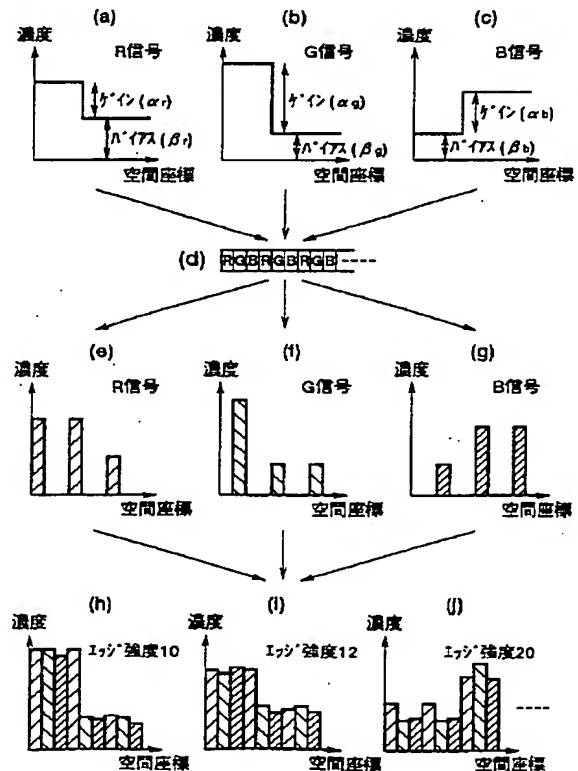 (a)
濃度
R信号
ゲイン(αr)
バイアス(βr)
空間座標
(b)
濃度
G信号
ゲイン(αg)
バイアス(βg)
空間座標
(c)
濃度
B信号
ゲイン(αb)
バイアス(βb)
空間座標
(d)
RGBRGBRGB
(e)
濃度
R信号
空間座標
(f)
濃度
G信号
空間座標
(g)
濃度
B信号
空間座標
(h)
濃度
エッジ強度10
空間座標
(i)
濃度
エッジ強度12
空間座標
(j)
濃度
エッジ強度20
空間座標